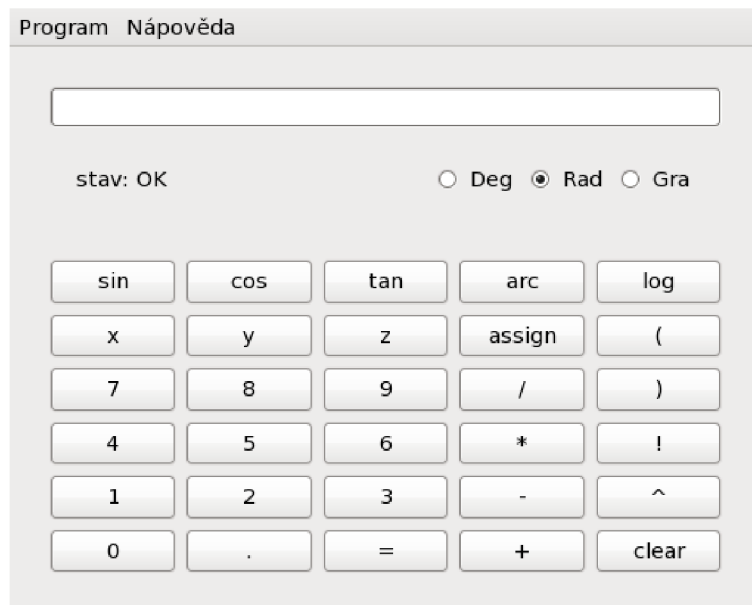 Program Nápověda
stav: OK Deg Rad Gra
sin cos tan arc log
x y z assign (
7 8 9 / )
4 5 6 * !
1 2 3 - ^
0 . = + clear